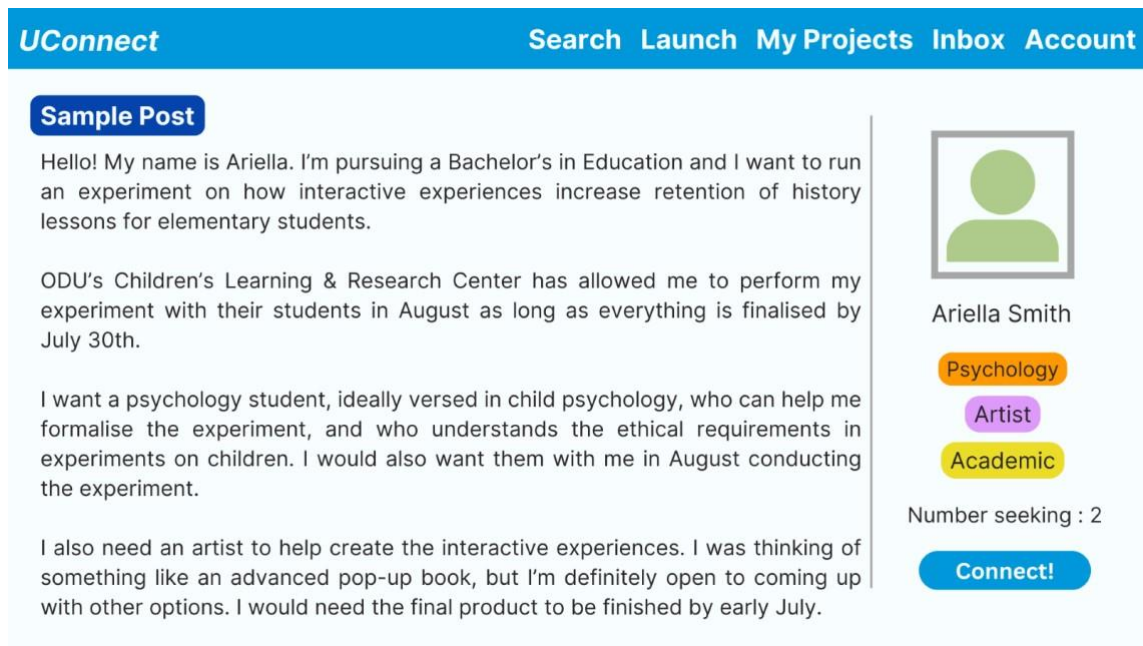 UConnect
Search Launch My Projects Inbox Account
Sample Post
Hello! My name is Ariella. I’m pursuing a Bachelor’s in Education and I want to run
an experiment on how interactive experiences increase retention of history
lessons for elementary students.
ODU’s Children’s Learning & Research Center has allowed me to perform my
experiment with their students in August as long as everything is finalised by
July 30th.
I want a psychology student, ideally versed in child psychology, who can help me
formalise the experiment, and who understands the ethical requirements in
experiments on children. I would also want them with me in August conducting
the experiment.
I also need an artist to help create the interactive experiences. I was thinking of
something like an advanced pop-up book, but I’m definitely open to coming up
with other options. I would need the final product to be finished by early July.
Ariella Smith
Psychology
Artist
Academic
Number seeking : 2
Connect!